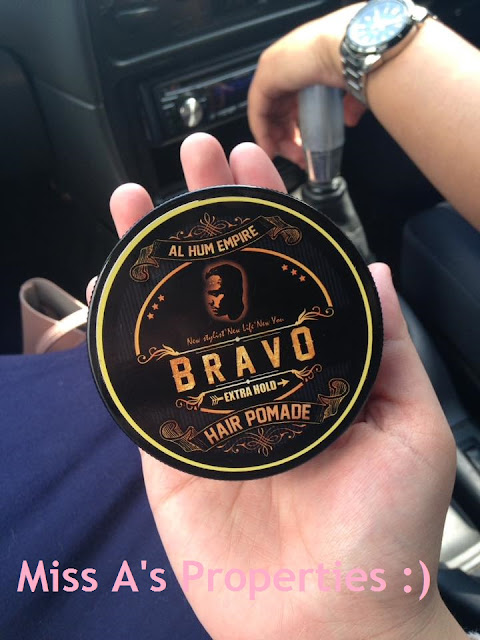 AL HUM EMPIRE
New stylist*New Life*New You
BRAVO
EXTRA HOLD
HAIR POMADE
Miss A's Properties :)